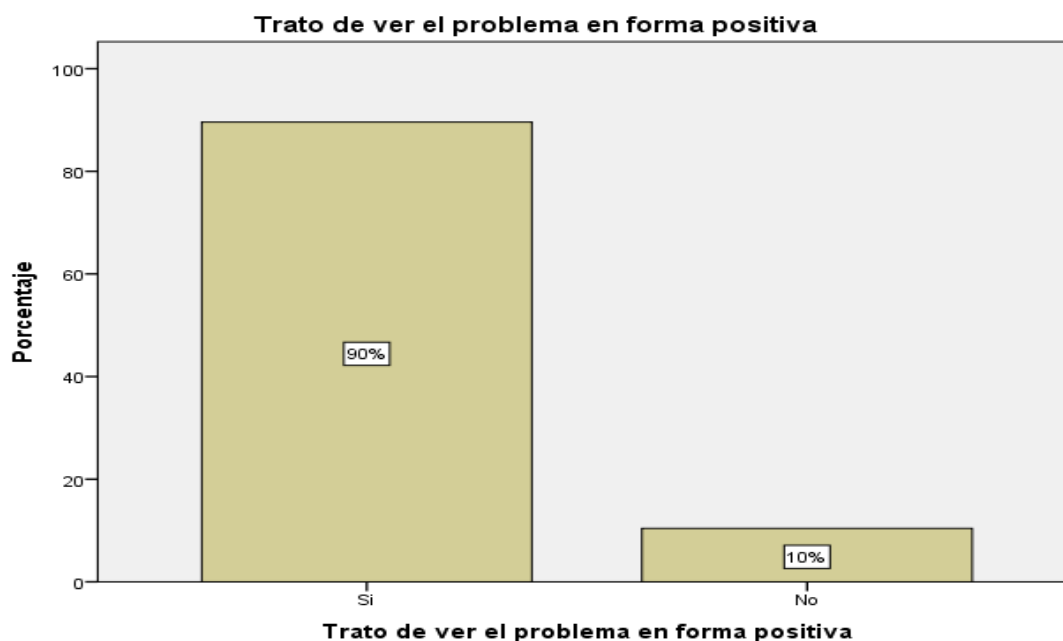 Trato de ver el problema en forma positiva
100
80
60
40
20
0
Porcentaje
90%
10%
Si
No
Trato de ver el problema en forma positiva